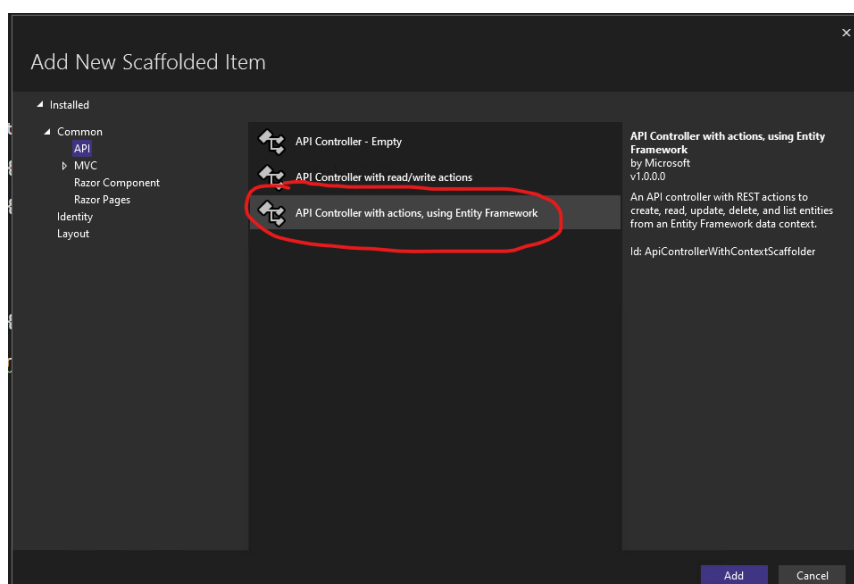 Add New Scaffolded Item
Installed
Common
API
MVC
Razor Component
Razor Pages
Identity
Layout
API Controller - Empty
API Controller with read/write actions
API Controller with actions, using Entity Framework
API Controller with actions, using Entity
Framework
by Microsoft
v1.0.0.0
An API controller with REST actions to
create, read, update, delete, and list entities
from an Entity Framework data context.
Id: ApiControllerWithContextScaffolder
Add
Cancel